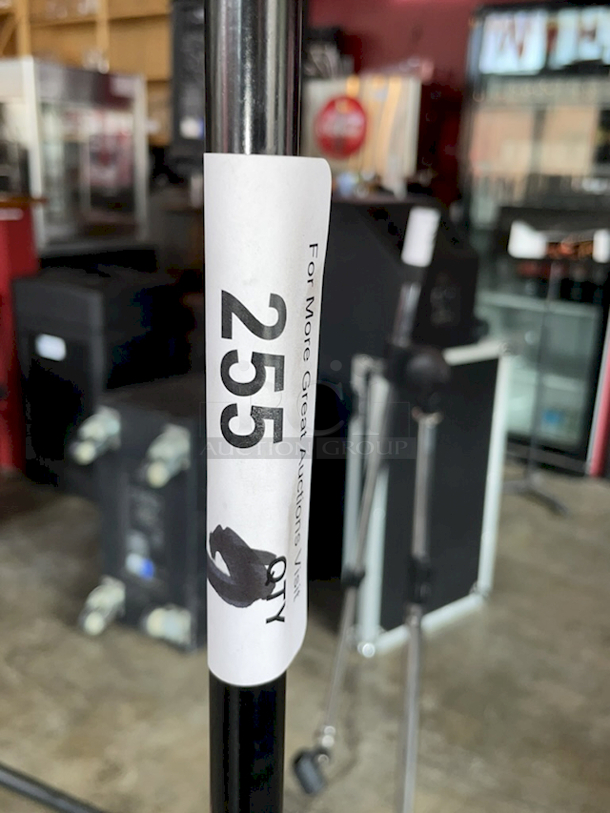 For More Great Auctions Visit
255
QTY
AUCTION GROUP